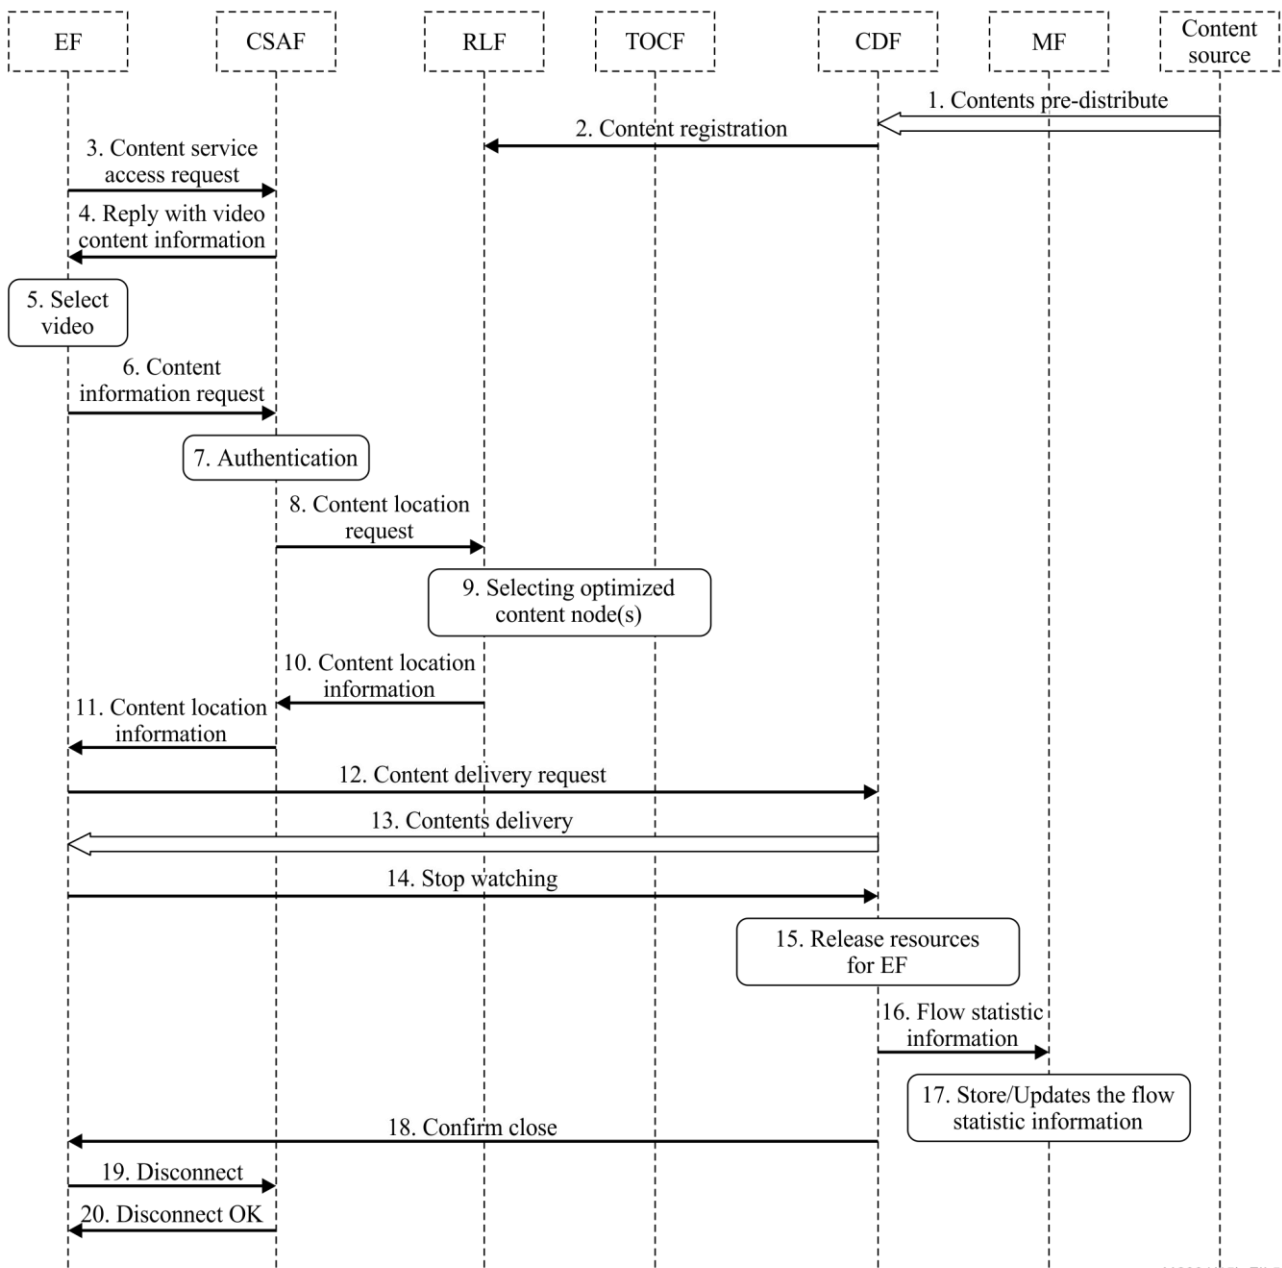 EF
CSAF
RLF
TOCF
CDF
MF
Content
source
1. Contents pre-distribute
2. Content registration
3. Content service
access request
4. Reply with video
content information
5. Select
video
6. Content
information request
7. Authentication
8. Content location
request
9. Selecting optimized
content node(s)
10. Content location
information
11. Content location
information
12. Content delivery request
13. Contents delivery
14. Stop watching
15. Release resources
for EF
16. Flow statistic
information
17. Store/Updates the flow
statistic information
18. Confirm close
19. Disconnect
20. Disconnect OK